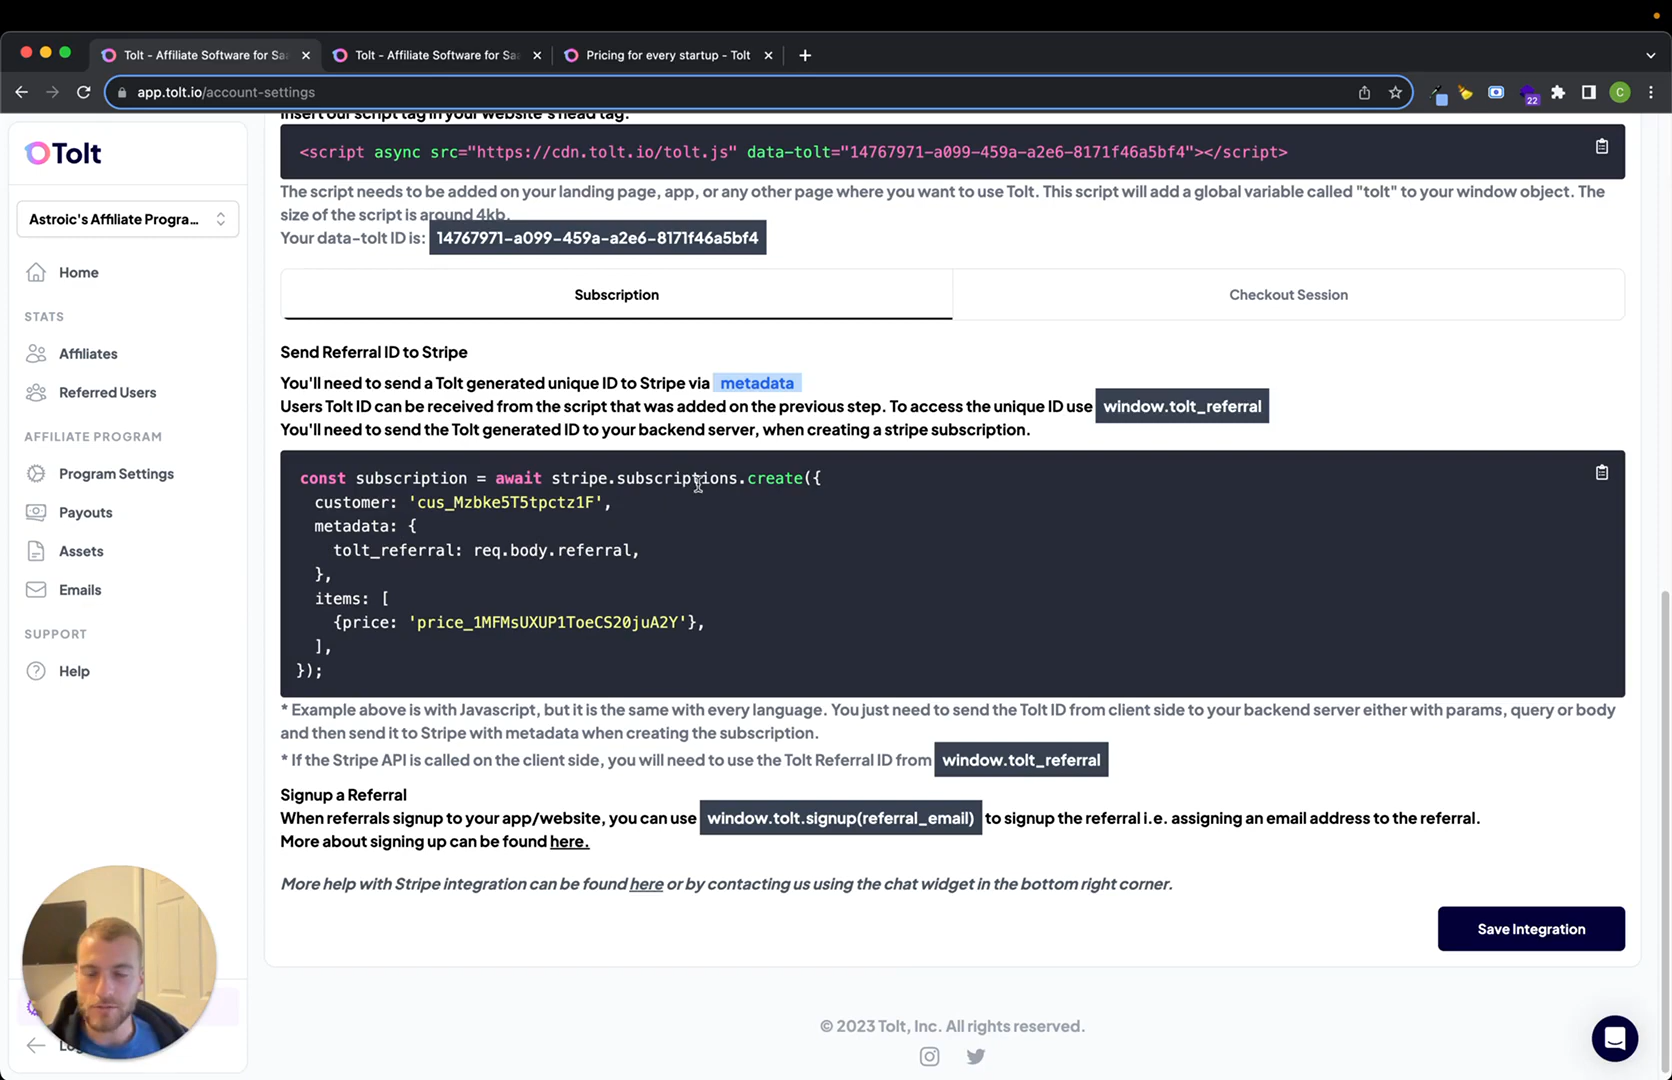 Tolt - Affiliate Software for Saa
Tolt - Affiliate Software for Saa
Pricing for every startup - Tolt
app.tolt.io/account-settings
22
C
Tolt
Astroic's Affiliate Progra...
Home
STATS
Affiliates
Referred Users
AFFILIATE PROGRAM
Program Settings
Payouts
Assets
Emails
SUPPORT
Help
Insert our script tag in your website's head tag:
<script async src="https://cdn.tolt.io/tolt.js" data-tolt="14767971-a099-459a-a2e6-8171f46a5bf4"></script>
The script needs to be added on your landing page, app, or any other page where you want to use Tolt. This script will add a global variable called "tolt" to your window object. The
size of the script is around 4kb.
Your data-tolt ID is: 14767971-a099-459a-a2e6-8171f46a5bf4
Subscription
Checkout Session
Send Referral ID to Stripe
You'll need to send a Tolt generated unique ID to Stripe via metadata
Users Tolt ID can be received from the script that was added on the previous step. To access the unique ID use window.tolt_referral
You'll need to send the Tolt generated ID to your backend server, when creating a stripe subscription.
const subscription = await stripe.subscriptions.create({
customer: 'cus_Mzbke5T5tpctz1F',
metadata: {
tolt_referral: req.body.referral,
},
items: [
{price: 'price_1MFMsUXUP1ToeCS20juA2Y'},
],
});
* Example above is with Javascript, but it is the same with every language. You just need to send the Tolt ID from client side to your backend server either with params, query or body
and then send it to Stripe with metadata when creating the subscription.
* If the Stripe API is called on the client side, you will need to use the Tolt Referral ID from window.tolt_referral
Signup a Referral
When referrals signup to your app/website, you can use window.tolt.signup(referral_email) to signup the referral i.e. assigning an email address to the referral.
More about signing up can be found here.
More help with Stripe integration can be found here or by contacting us using the chat widget in the bottom right corner.
Save Integration
© 2023 Tolt, Inc. All rights reserved.